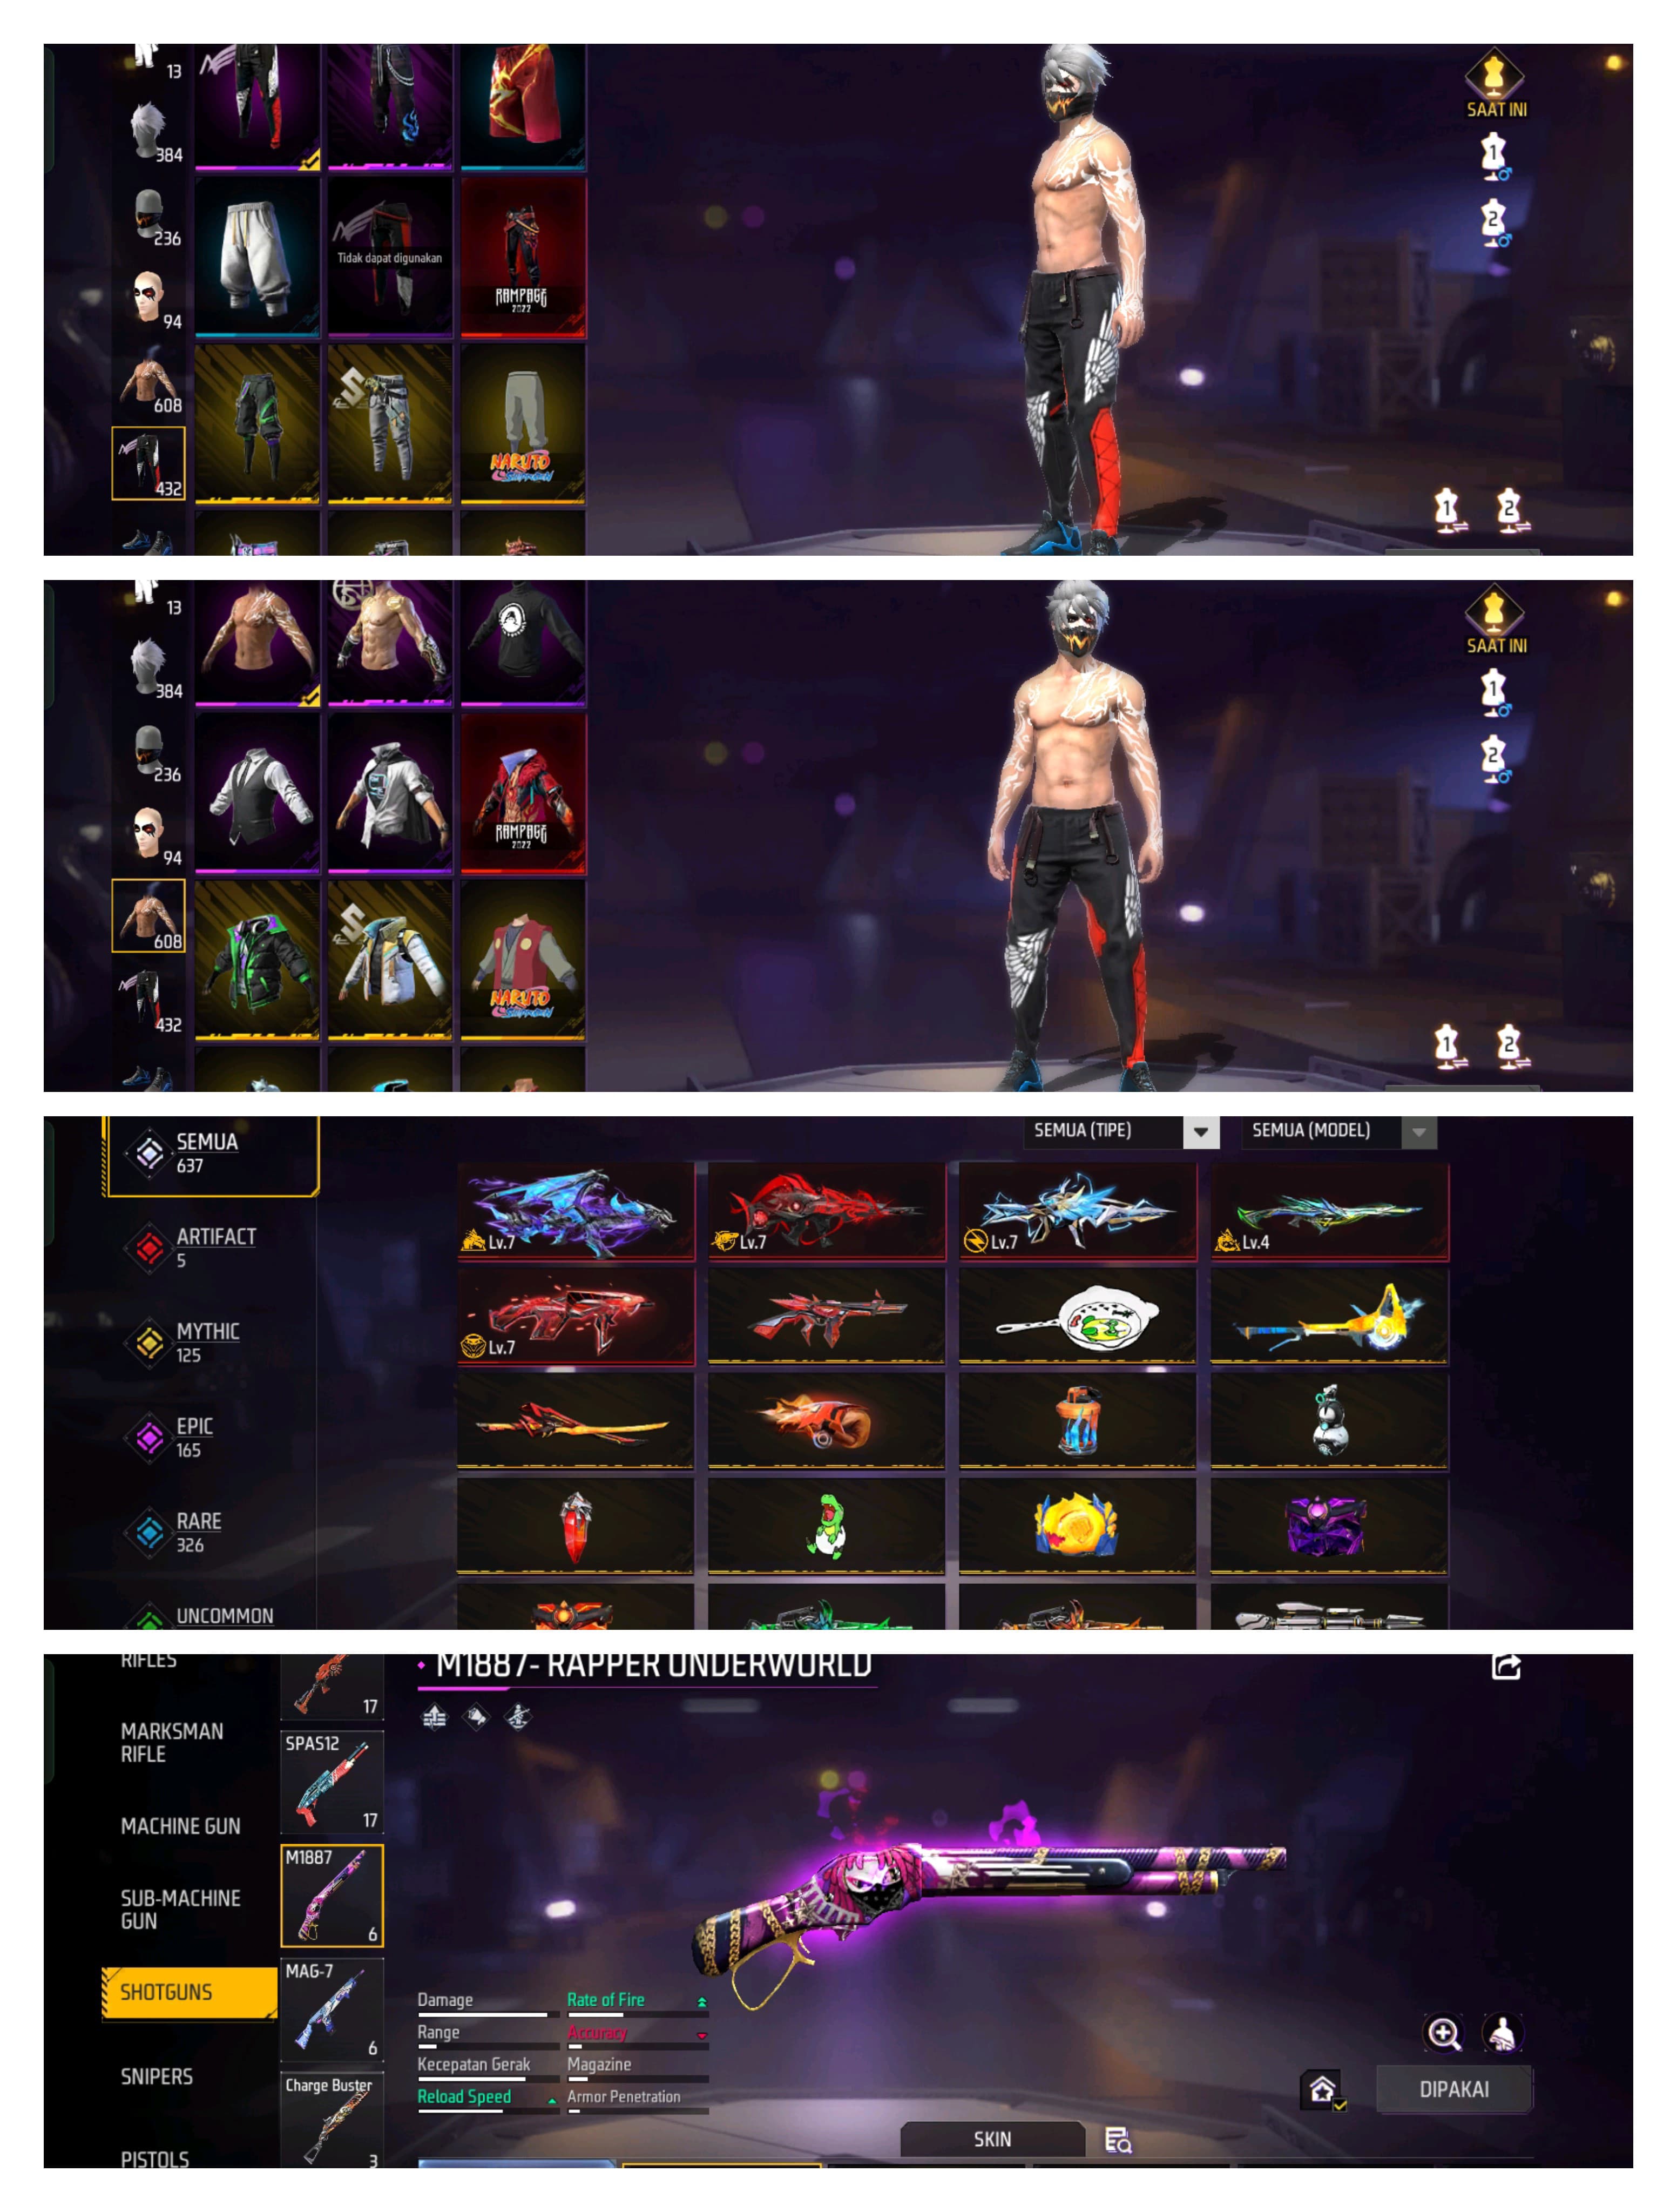 13
384
236
94
608
432
Tidak dapat digunakan
RAMPAGE
2022
NARUTO
SAAT INI
1
2
1
2
13
384
236
94
608
432
RAMPAGE
2022
NARUTO
SAAT INI
1
2
1
2
SEMUA
637
ARTIFACT
5
MYTHIC
125
EPIC
165
RARE
326
UNCOMMON
SEMUA (TIPE)
SEMUA (MODEL)
Lv.7
Lv.7
Lv.7
Lv.4
Lv.7
RIFLES
MARKSMAN
RIFLE
MACHINE GUN
SUB-MACHINE
GUN
SHOTGUNS
SNIPERS
PISTOLS
17
SPAS12
17
M1887
6
MAG-7
6
Charge Buster
3
M1887- RAPPER UNDERWORLD
Damage
Rate of Fire
Range
Accuracy
Kecepatan Gerak
Magazine
Reload Speed
Armor Penetration
DIPAKAI
SKIN